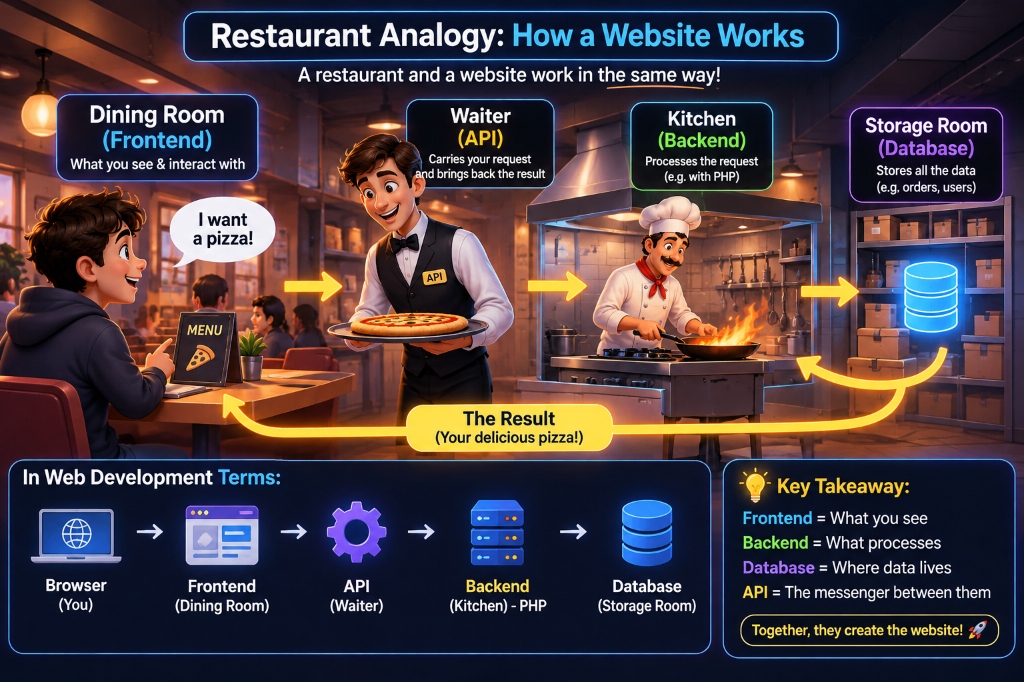 Restaurant Analogy: How a Website Works
A restaurant and a website work in the same way!
Dining Room
(Frontend)
What you see & interact with
Waiter
(API)
Carries your request
and brings back the result
Kitchen
(Backend)
Processes the request
(e.g. with PHP)
Storage Room
(Database)
Stores all the data
(e.g. orders, users)
I want
a pizza!
API
MENU
The Result
(Your delicious pizza!)
In Web Development Terms:
Browser
(You)
Frontend
(Dining Room)
API
(Waiter)
Backend
(Kitchen) - PHP
Database
(Storage Room)
Key Takeaway:
Frontend = What you see
Backend = What processes
Database = Where data lives
API = The messenger between them
Together, they create the website! 🚀